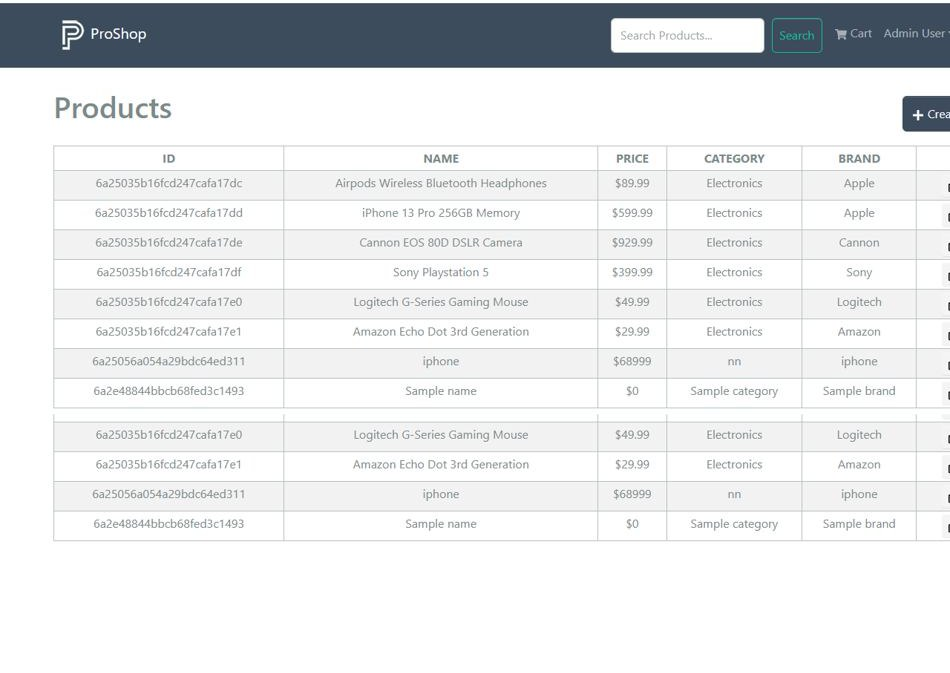 ProShop Search Products... Search Cart Admin User
Products
Crea
ID NAME PRICE CATEGORY BRAND
6a25035b16fcd247cafa17dc Airpods Wireless Bluetooth Headphones $89.99 Electronics Apple
6a25035b16fcd247cafa17dd iPhone 13 Pro 256GB Memory $599.99 Electronics Apple
6a25035b16fcd247cafa17de Cannon EOS 80D DSLR Camera $929.99 Electronics Cannon
6a25035b16fcd247cafa17df Sony Playstation 5 $399.99 Electronics Sony
6a25035b16fcd247cafa17e0 Logitech G-Series Gaming Mouse $49.99 Electronics Logitech
6a25035b16fcd247cafa17e1 Amazon Echo Dot 3rd Generation $29.99 Electronics Amazon
6a25056a054a29bdc64ed311 iphone $68999 nn iphone
6a2e48844bbcb68fed3c1493 Sample name $0 Sample category Sample brand
6a25035b16fcd247cafa17e0 Logitech G-Series Gaming Mouse $49.99 Electronics Logitech
6a25035b16fcd247cafa17e1 Amazon Echo Dot 3rd Generation $29.99 Electronics Amazon
6a25056a054a29bdc64ed311 iphone $68999 nn iphone
6a2e48844bbcb68fed3c1493 Sample name $0 Sample category Sample brand